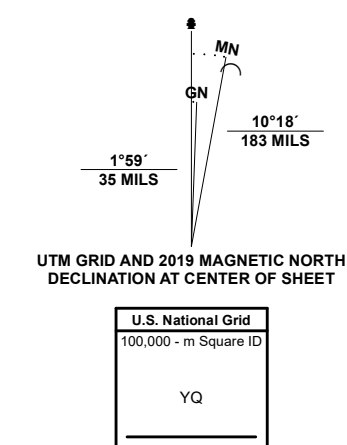 MN
GN
10°18´
183 MILS
1°59´
35 MILS
UTM GRID AND 2019 MAGNETIC NORTH
DECLINATION AT CENTER OF SHEET
U.S. National Grid
100,000 - m Square ID
YQ